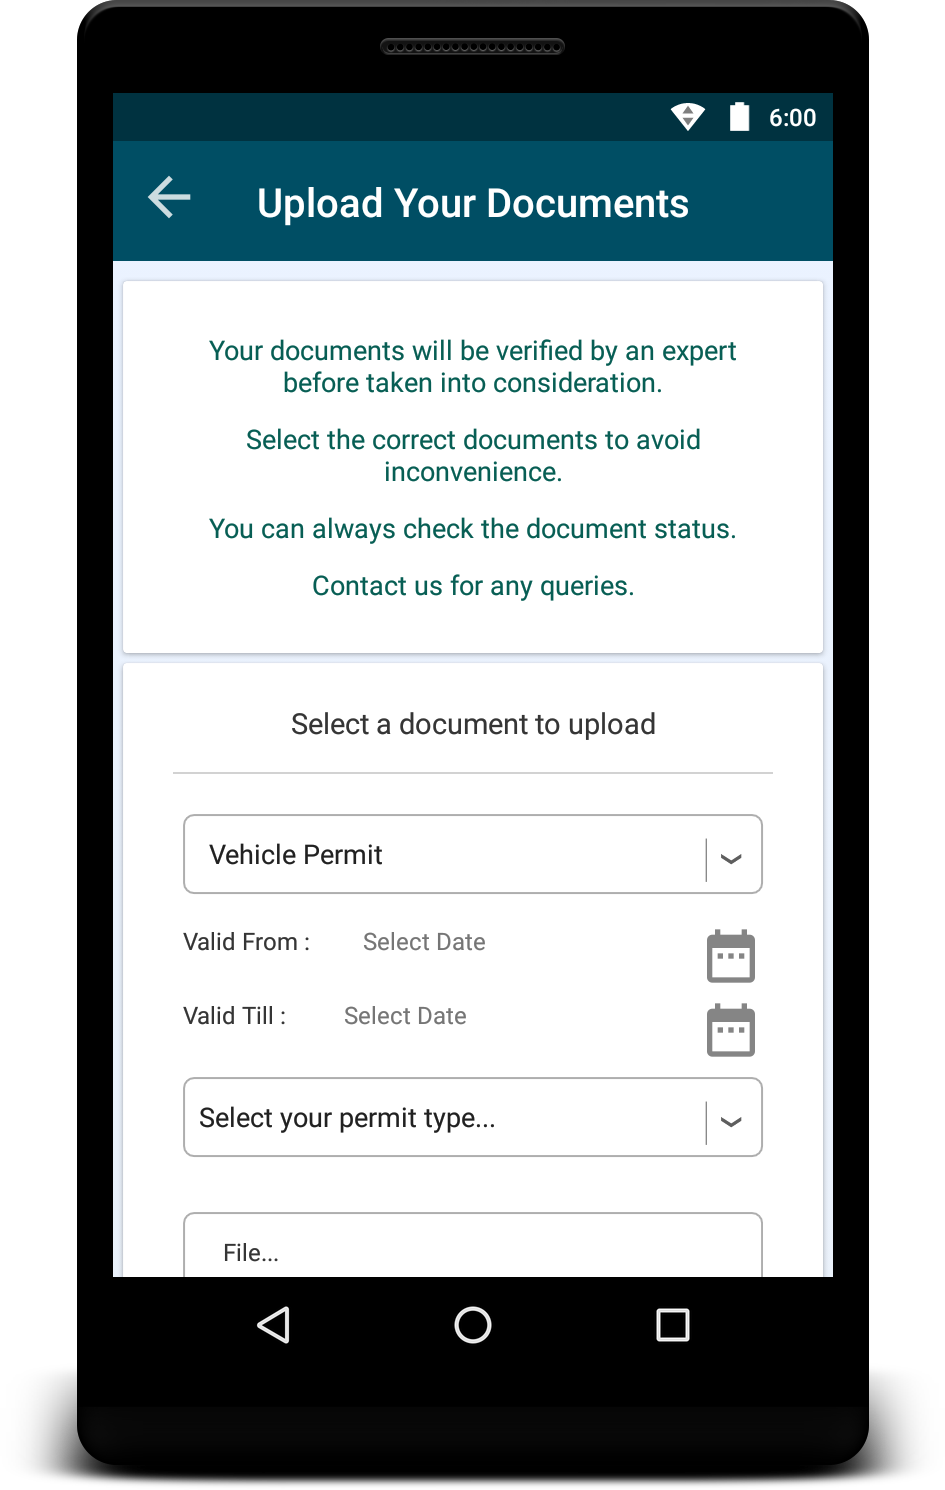 6:00
Upload Your Documents
Your documents will be verified by an expert
before taken into consideration.
Select the correct documents to avoid
inconvenience.
You can always check the document status.
Contact us for any queries.
Select a document to upload
Vehicle Permit
Valid From : Select Date
Valid Till : Select Date
Select your permit type...
File...